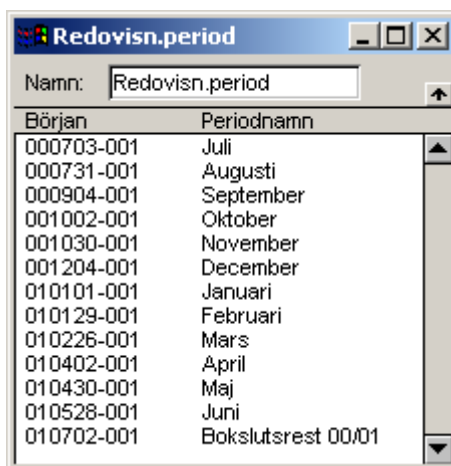 Redovisn.period
Namn: Redovisn.period
Början Periodnamn
000703-001 Juli
000731-001 Augusti
000904-001 September
001002-001 Oktober
001030-001 November
001204-001 December
010101-001 Januari
010129-001 Februari
010226-001 Mars
010402-001 April
010430-001 Maj
010528-001 Juni
010702-001 Bokslutsrest 00/01